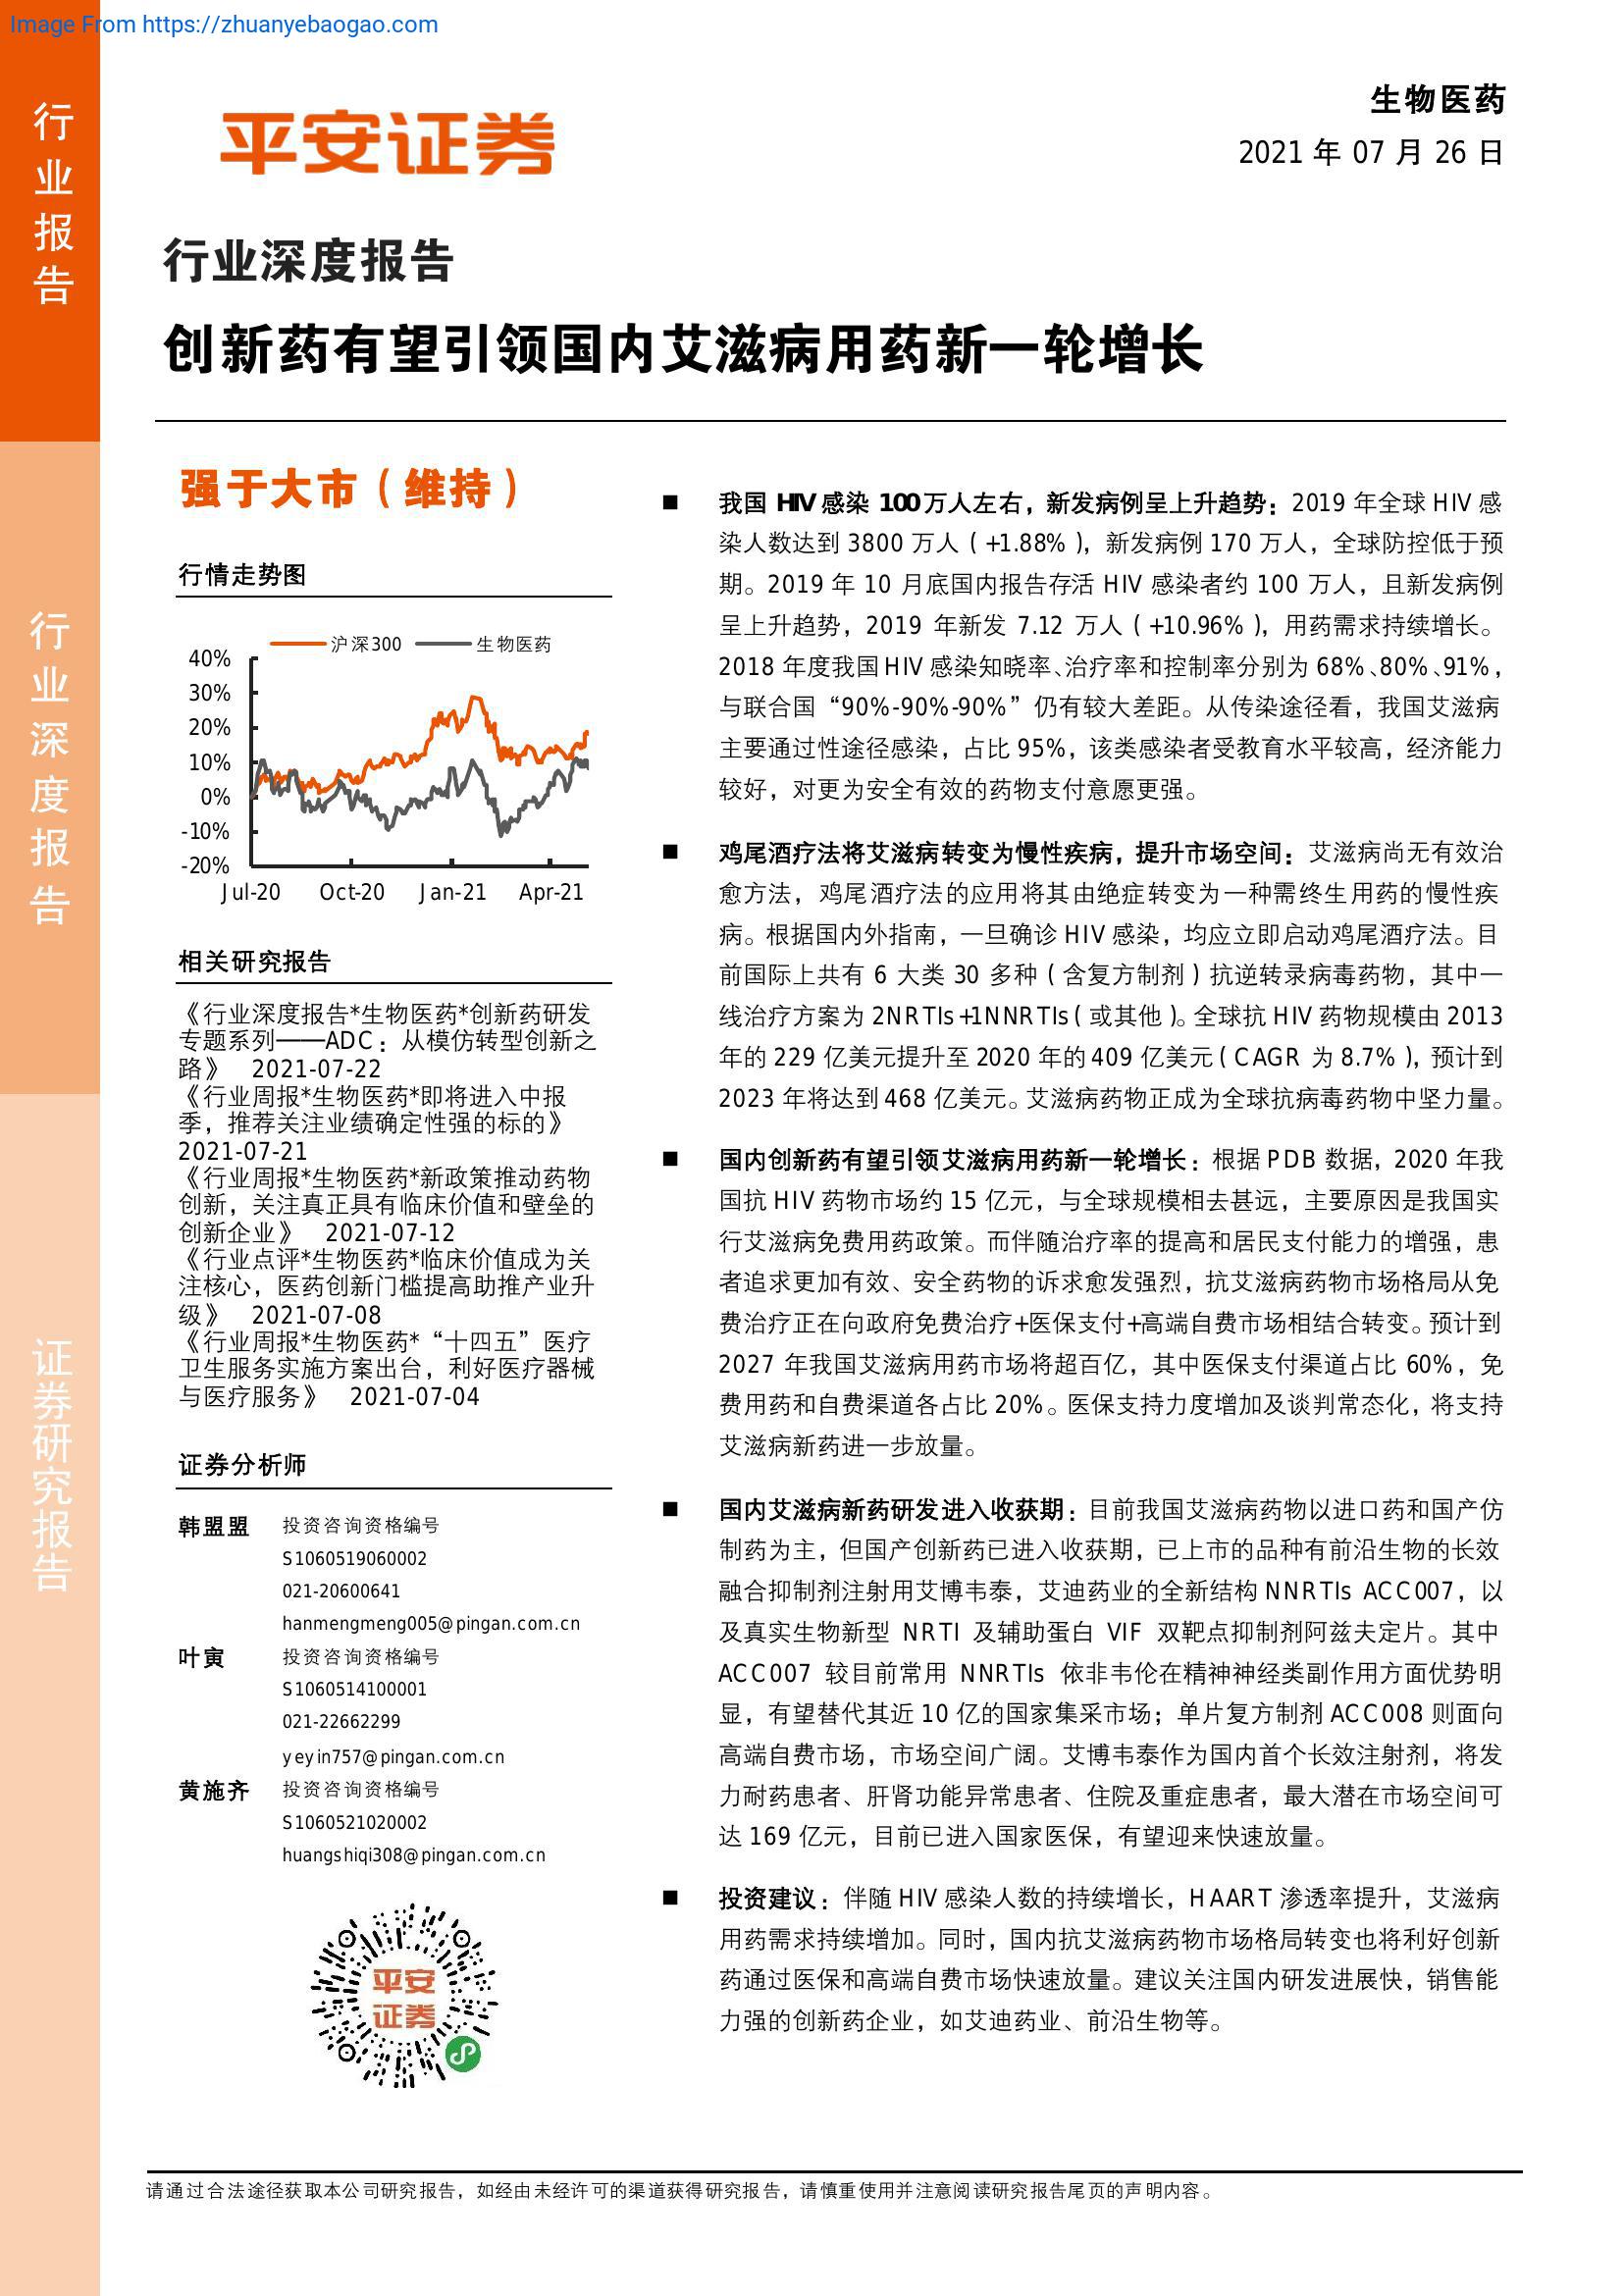 Image From https://zhuanyebaogao.com
行业报告
行业深度报告
证券研究报告
平安证券
生物医药
2021 年 07 月 26 日
行业深度报告
创新药有望引领国内艾滋病用药新一轮增长
强于大市（维持）
行情走势图
沪深300 生物医药
40%
30%
20%
10%
0%
-10%
-20%
Jul-20 Oct-20 Jan-21 Apr-21
相关研究报告
《行业深度报告*生物医药*创新药研发
专题系列——ADC：从模仿转型创新之
路》 2021-07-22
《行业周报*生物医药*即将进入中报
季，推荐关注业绩确定性强的标的》
2021-07-21
《行业周报*生物医药*新政策推动药物
创新，关注真正具有临床价值和壁垒的
创新企业》 2021-07-12
《行业点评*生物医药*临床价值成为关
注核心，医药创新门槛提高助推产业升
级》 2021-07-08
《行业周报*生物医药*“十四五”医疗
卫生服务实施方案出台，利好医疗器械
与医疗服务》 2021-07-04
证券分析师
韩盟盟 投资咨询资格编号
S1060519060002
021-20600641
hanmengmeng005@pingan.com.cn
叶寅 投资咨询资格编号
S1060514100001
021-22662299
yeyin757@pingan.com.cn
黄施齐 投资咨询资格编号
S1060521020002
huangshiqi308@pingan.com.cn
平安
证券
■ 我国 HIV 感染 100 万人左右，新发病例呈上升趋势：2019 年全球 HIV 感
染人数达到 3800 万人（+1.88%），新发病例 170 万人，全球防控低于预
期。2019 年 10 月底国内报告存活 HIV 感染者约 100 万人，且新发病例
呈上升趋势，2019 年新发 7.12 万人（+10.96%），用药需求持续增长。
2018 年度我国 HIV 感染知晓率、治疗率和控制率分别为 68%、80%、91%，
与联合国“90%-90%-90%”仍有较大差距。从传染途径看，我国艾滋病
主要通过性途径感染，占比 95%，该类感染者受教育水平较高，经济能力
较好，对更为安全有效的药物支付意愿更强。
■ 鸡尾酒疗法将艾滋病转变为慢性疾病，提升市场空间：艾滋病尚无有效治
愈方法，鸡尾酒疗法的应用将其由绝症转变为一种需终生用药的慢性疾
病。根据国内外指南，一旦确诊 HIV 感染，均应立即启动鸡尾酒疗法。目
前国际上共有 6 大类 30 多种（含复方制剂）抗逆转录病毒药物，其中一
线治疗方案为 2NRTIs+1NNRTIs（或其他）。全球抗 HIV 药物规模由 2013
年的 229 亿美元提升至 2020 年的 409 亿美元（CAGR 为 8.7%），预计到
2023 年将达到 468 亿美元。艾滋病药物正成为全球抗病毒药物中坚力量。
■ 国内创新药有望引领艾滋病用药新一轮增长：根据 PDB 数据，2020 年我
国抗 HIV 药物市场约 15 亿元，与全球规模相去甚远，主要原因是我国实
行艾滋病免费用药政策。而伴随治疗率的提高和居民支付能力的增强，患
者追求更加有效、安全药物的诉求愈发强烈，抗艾滋病药物市场格局从免
费治疗正在向政府免费治疗+医保支付+高端自费市场相结合转变。预计到
2027 年我国艾滋病用药市场将超百亿，其中医保支付渠道占比 60%，免
费用药和自费渠道各占比 20%。医保支持力度增加及谈判常态化，将支持
艾滋病新药进一步放量。
■ 国内艾滋病新药研发进入收获期：目前我国艾滋病药物以进口药和国产仿
制药为主，但国产创新药已进入收获期，已上市的品种有前沿生物的长效
融合抑制剂注射用艾博韦泰，艾迪药业的全新结构 NNRTIs ACC007，以
及真实生物新型 NRTI 及辅助蛋白 VIF 双靶点抑制剂阿兹夫定片。其中
ACC007 较目前常用 NNRTIs 依非韦伦在精神神经类副作用方面优势明
显，有望替代其近 10 亿的国家集采市场；单片复方制剂 ACC008 则面向
高端自费市场，市场空间广阔。艾博韦泰作为国内首个长效注射剂，将发
力耐药患者、肝肾功能异常患者、住院及重症患者，最大潜在市场空间可
达 169 亿元，目前已进入国家医保，有望迎来快速放量。
■ 投资建议：伴随 HIV 感染人数的持续增长，HAART 渗透率提升，艾滋病
用药需求持续增加。同时，国内抗艾滋病药物市场格局转变也将利好创新
药通过医保和高端自费市场快速放量。建议关注国内研发进展快，销售能
力强的创新药企业，如艾迪药业、前沿生物等。
请通过合法途径获取本公司研究报告，如经由未经许可的渠道获得研究报告，请慎重使用并注意阅读研究报告尾页的声明内容。